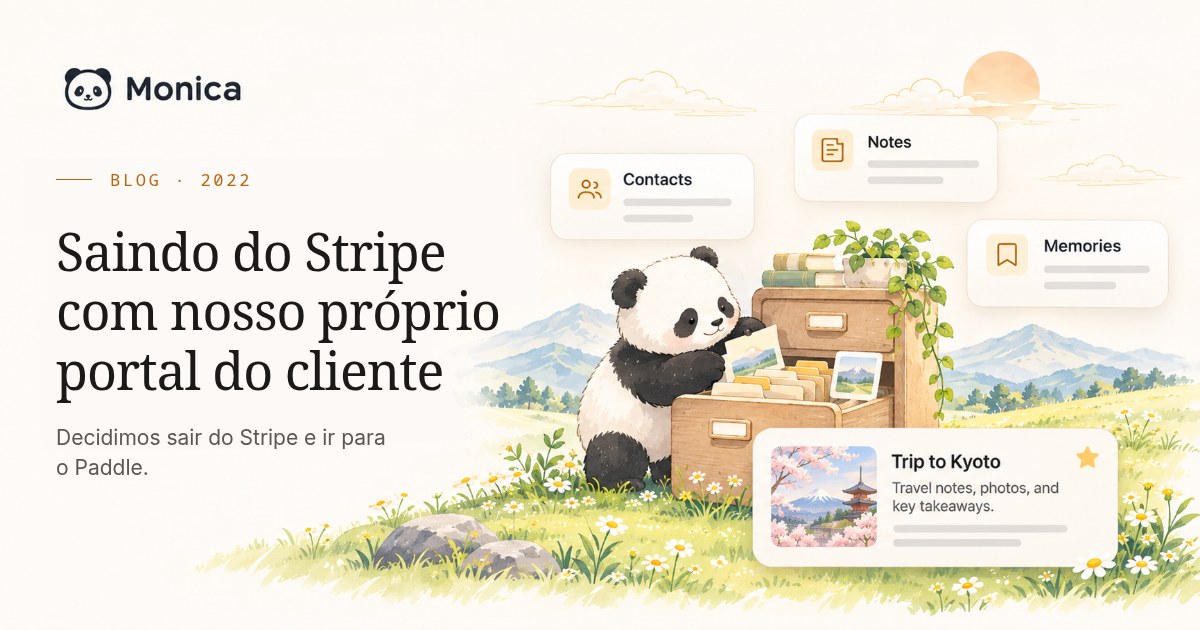 Monica
BLOG · 2022
Saindo do Stripe
com nosso próprio
portal do cliente
Decidimos sair do Stripe e ir para
o Paddle.
Contacts
Notes
Memories
Trip to Kyoto
Travel notes, photos, and
key takeaways.